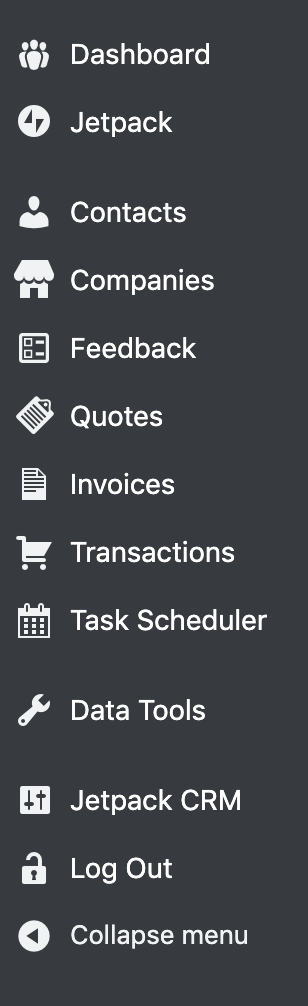 Dashboard
Jetpack
Contacts
Companies
Feedback
Quotes
Invoices
Transactions
Task Scheduler
Data Tools
Jetpack CRM
Log Out
Collapse menu